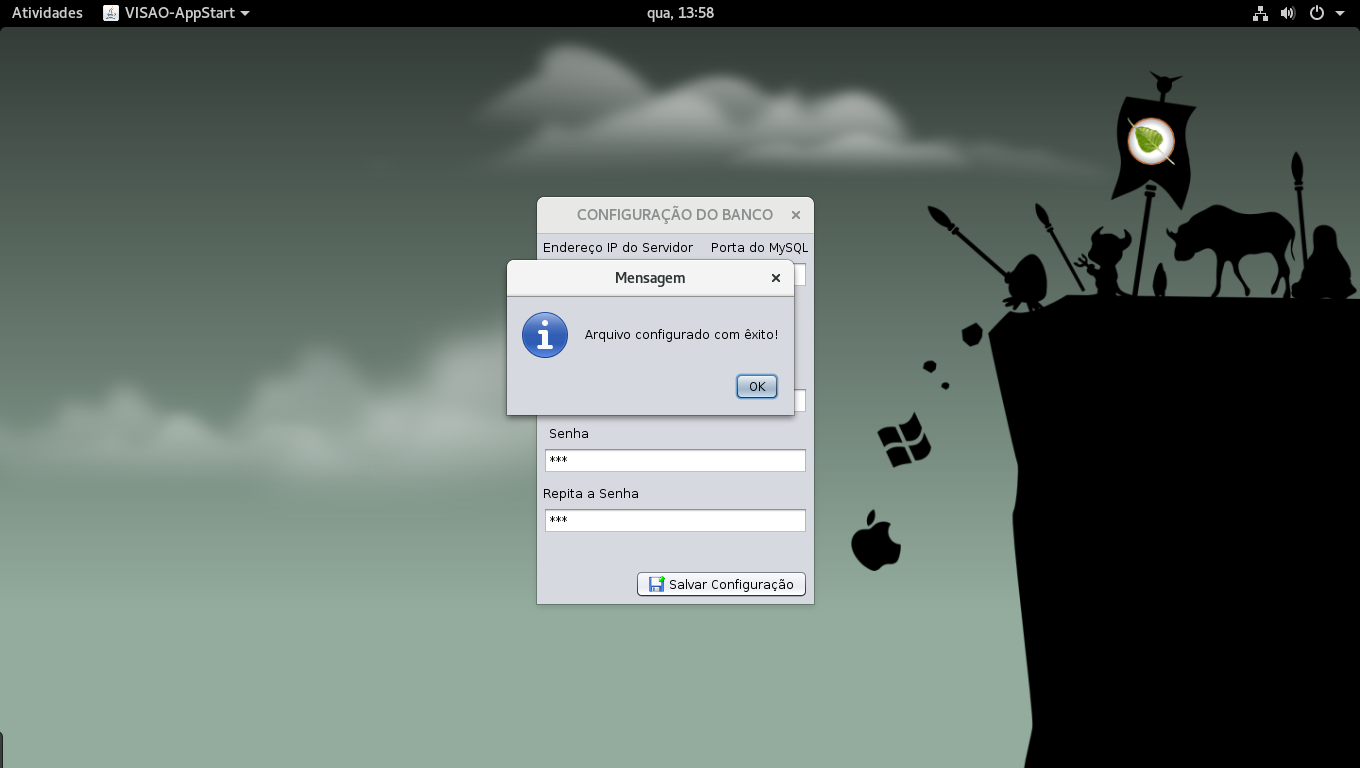 Atividades VISAO-AppStart qua, 13:58
CONFIGURAÇÃO DO BANCO ×
Endereço IP do Servidor Porta do MySQL
Mensagem ×
Arquivo configurado com êxito!
OK
Senha
***
Repita a Senha
***
Salvar Configuração